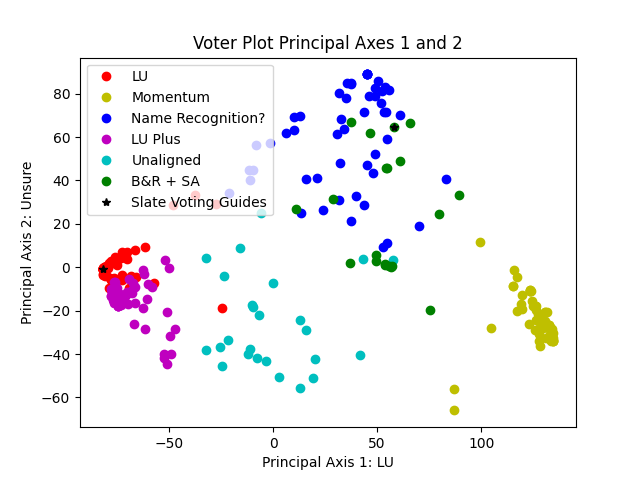 Voter Plot Principal Axes 1 and 2
LU
Momentum
Name Recognition?
LU Plus
Unaligned
B&R + SA
Slate Voting Guides
80
60
40
20
0
−20
−40
−60
Principal Axis 2: Unsure
−50
0
50
100
Principal Axis 1: LU